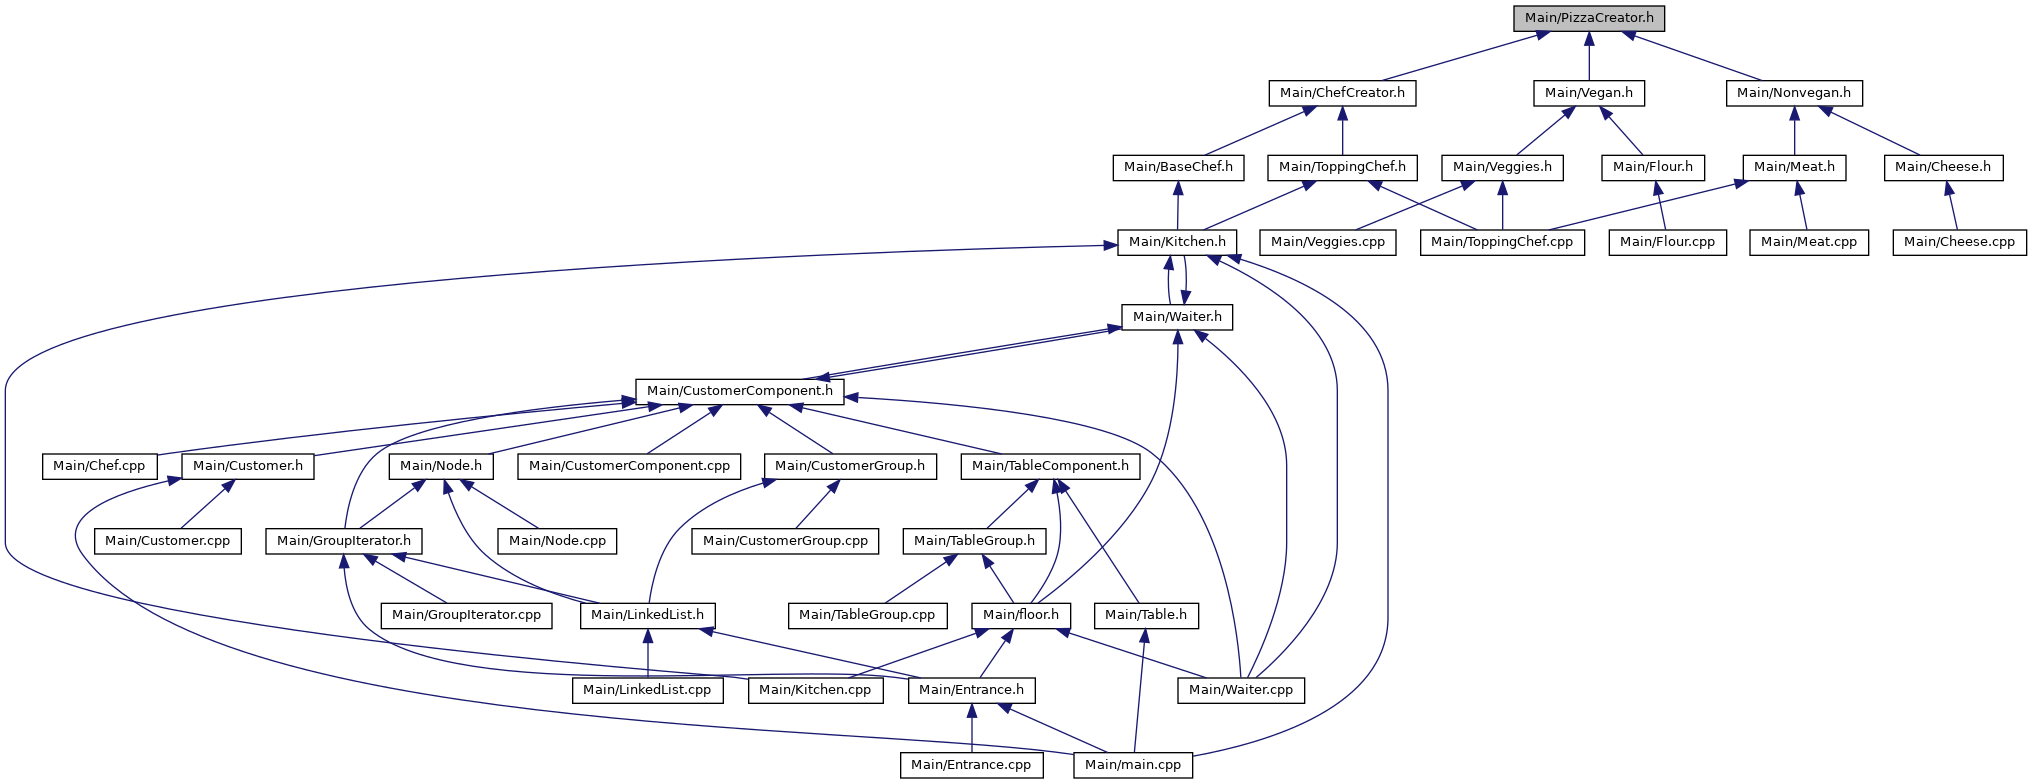 Main/PizzaCreator.h
Main/ChefCreator.h
Main/Vegan.h
Main/Nonvegan.h
Main/BaseChef.h
Main/ToppingChef.h
Main/Veggies.h
Main/Flour.h
Main/Meat.h
Main/Cheese.h
Main/Kitchen.h
Main/Veggies.cpp
Main/ToppingChef.cpp
Main/Flour.cpp
Main/Meat.cpp
Main/Cheese.cpp
Main/Waiter.h
Main/CustomerComponent.h
Main/Chef.cpp
Main/Customer.h
Main/Node.h
Main/CustomerComponent.cpp
Main/CustomerGroup.h
Main/TableComponent.h
Main/Customer.cpp
Main/GroupIterator.h
Main/Node.cpp
Main/CustomerGroup.cpp
Main/TableGroup.h
Main/GroupIterator.cpp
Main/LinkedList.h
Main/TableGroup.cpp
Main/floor.h
Main/Table.h
Main/LinkedList.cpp
Main/Kitchen.cpp
Main/Entrance.h
Main/Waiter.cpp
Main/Entrance.cpp
Main/main.cpp